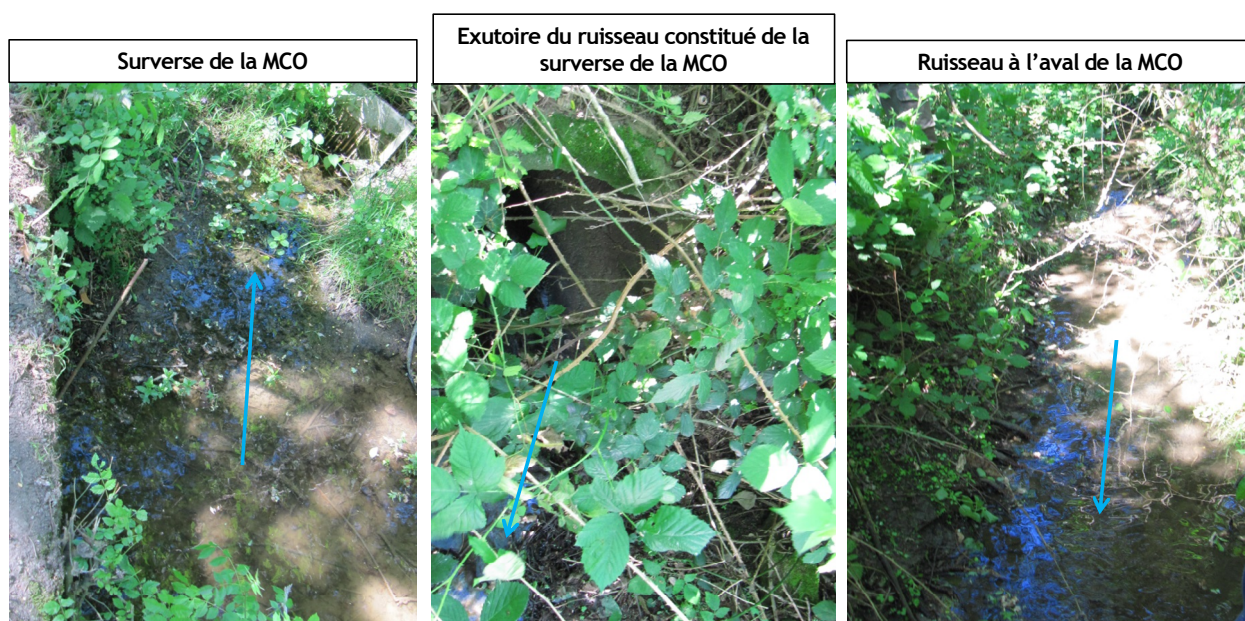 Surverse de la MCO
Exutoire du ruisseau constitué de la
surverse de la MCO
Ruisseau à l’aval de la MCO